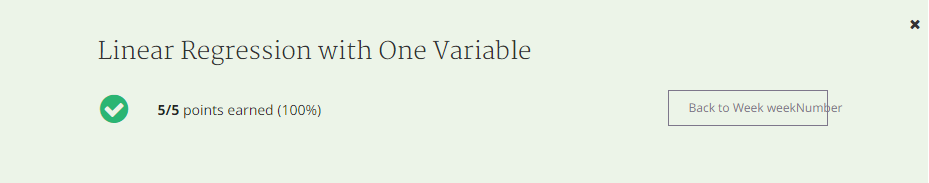 Linear Regression with One Variable
5/5 points earned (100%)
Back to Week weekNumber